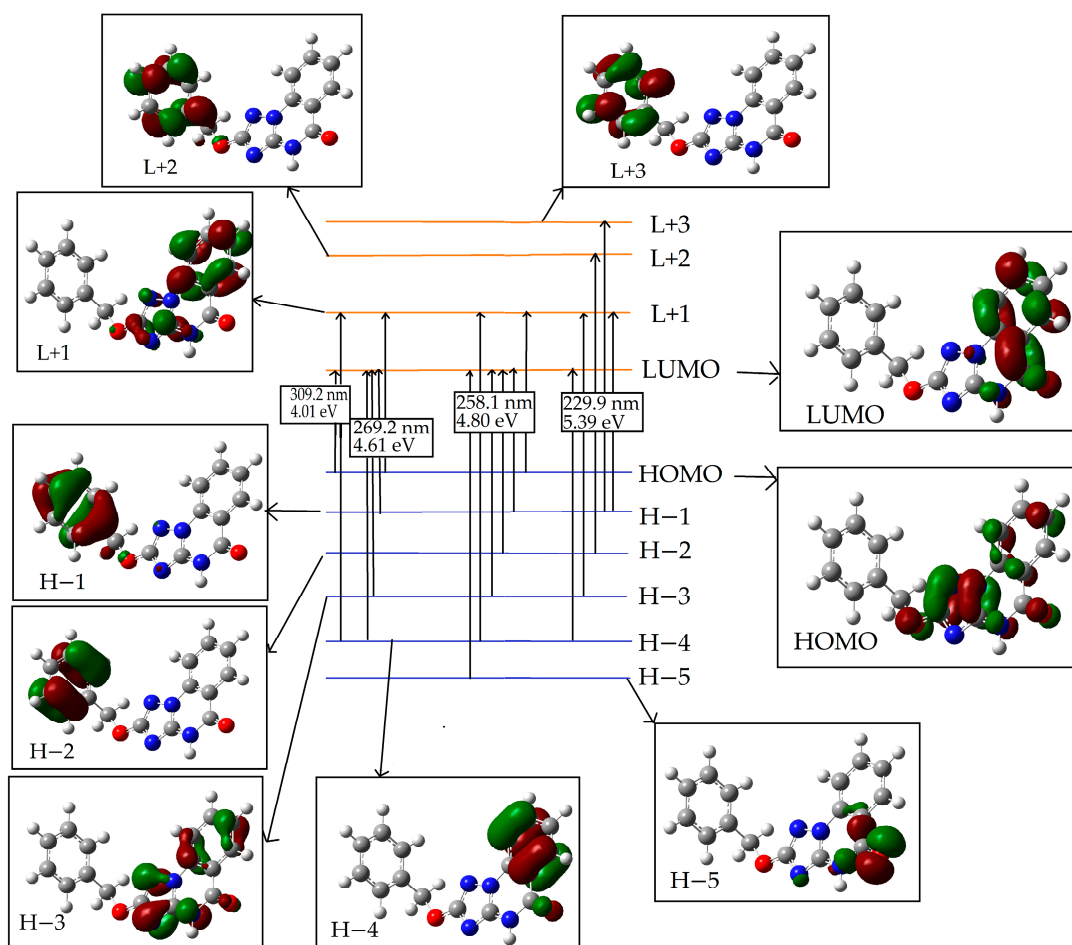 L+2
L+3
L+1
L+3
L+2
L+1
LUMO
LUMO
309.2 nm
4.01 eV
269.2 nm
4.61 eV
258.1 nm
4.80 eV
229.9 nm
5.39 eV
HOMO
H−1
H−2
H−3
H−4
H−5
H−1
HOMO
H−2
H−3
H−4
H−5